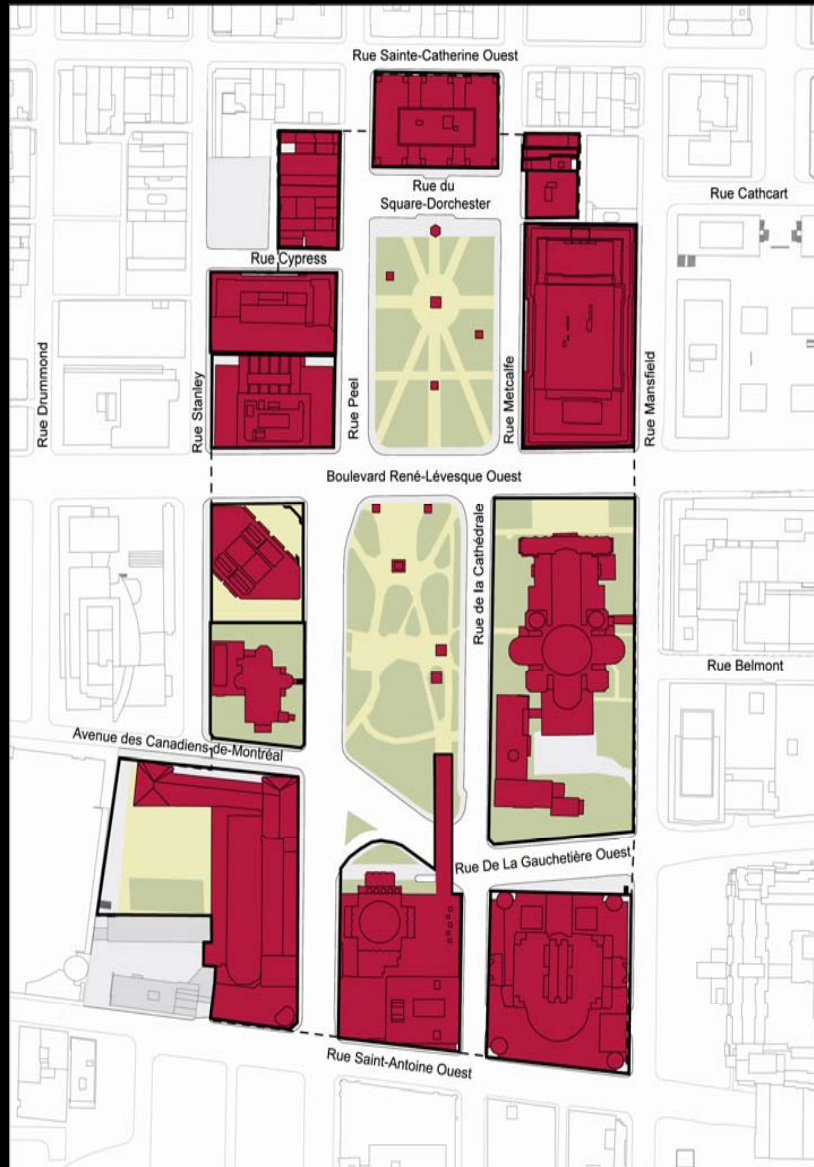 Rue Sainte-Catherine Ouest
Rue du
Square-Dorchester
Rue Cathcart
Rue Cypress
Rue Drummond
Rue Stanley
Rue Peel
Rue Metcalfe
Rue Mansfield
Boulevard René-Lévesque Ouest
Rue de la Cathédrale
Rue Belmont
Avenue des Canadiens-de-Montréal
Rue De La Gauchetière Ouest
Rue Saint-Antoine Ouest